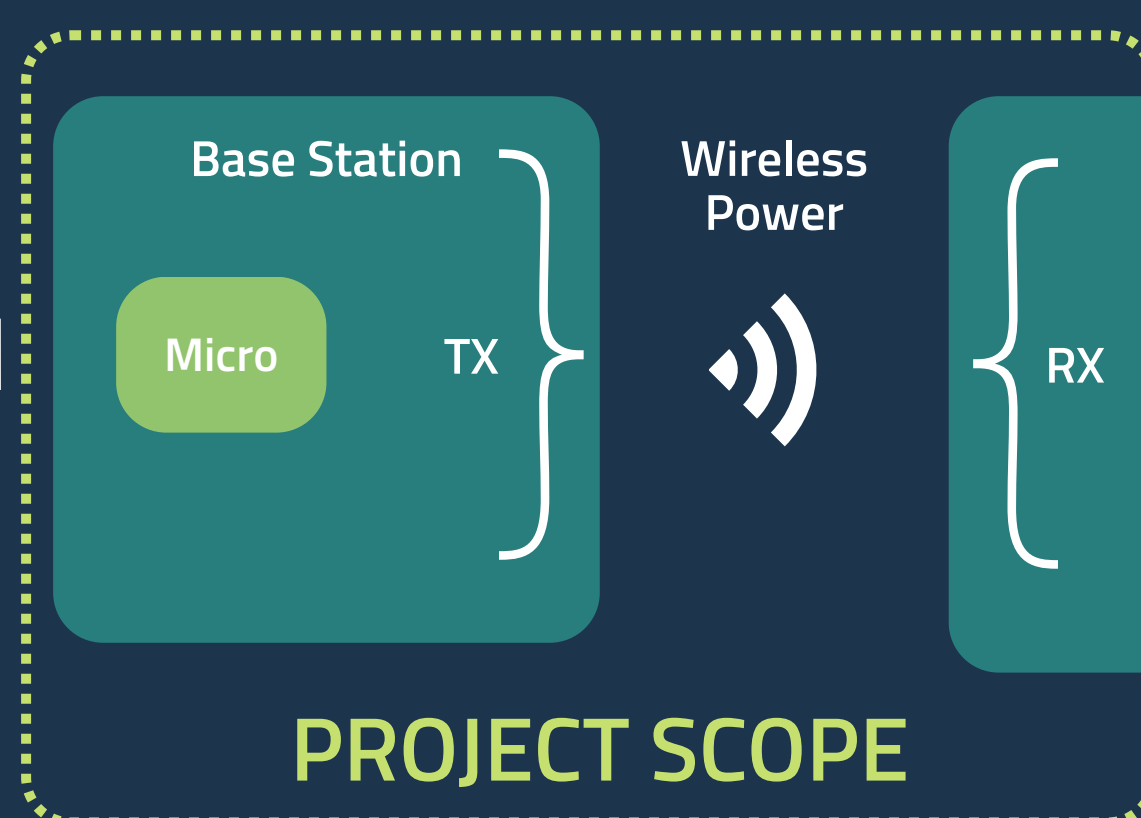 Base Station
Wireless
Power
Micro
TX
RX
PROJECT SCOPE